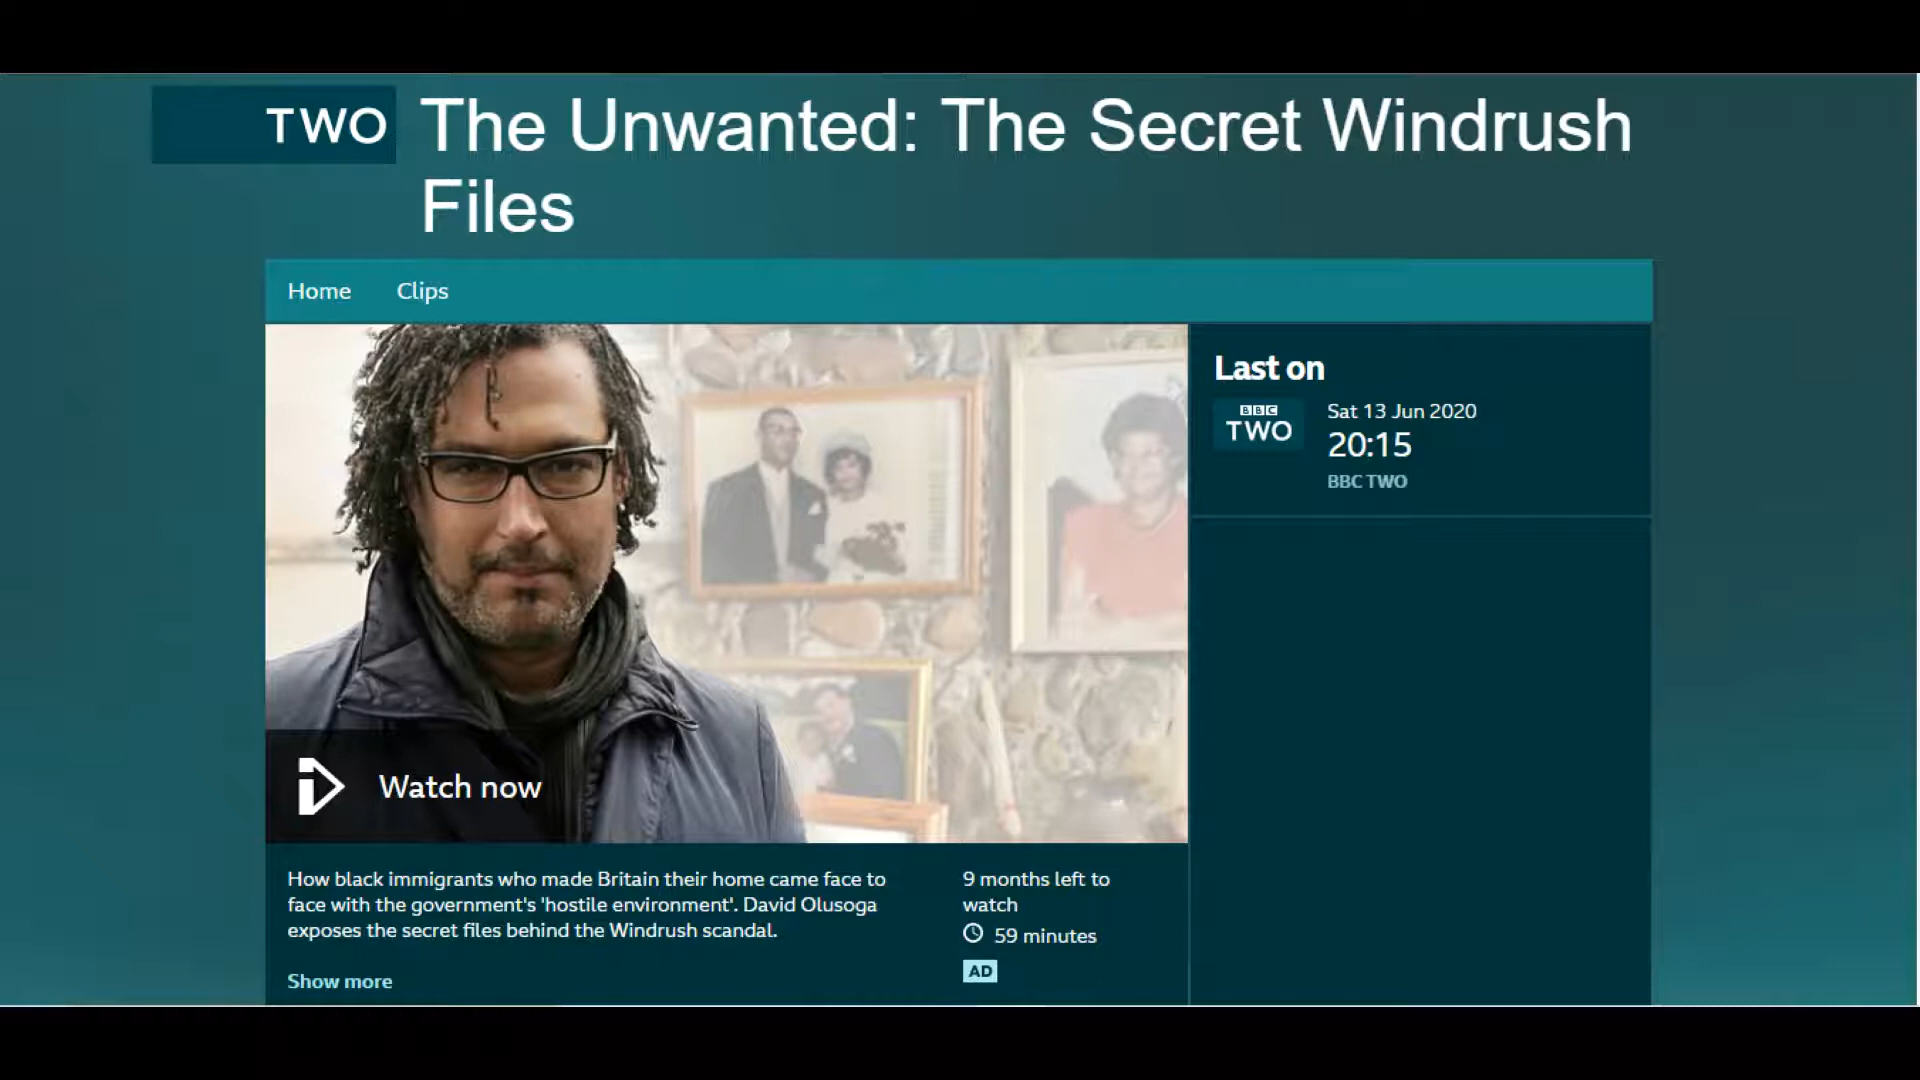 TWO
The Unwanted: The Secret Windrush
Files
Home
Clips
Watch now
How black immigrants who made Britain their home came face to
face with the government's 'hostile environment'. David Olusoga
exposes the secret files behind the Windrush scandal.
Show more
9 months left to
watch
59 minutes
AD
Last on
BBC
TWO
Sat 13 Jun 2020
20:15
BBC TWO